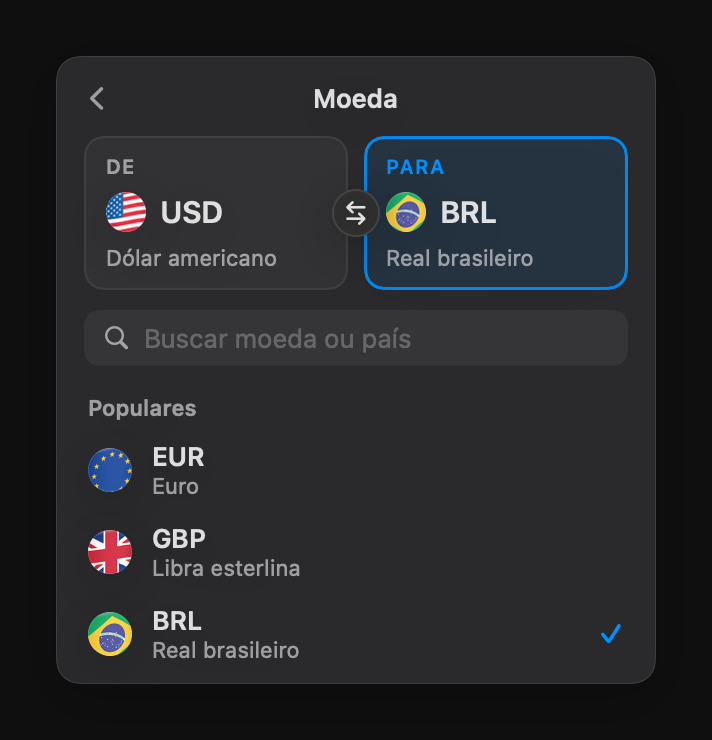 Moeda
DE
USD
Dólar americano
PARA
BRL
Real brasileiro
Buscar moeda ou país
Populares
EUR
Euro
GBP
Libra esterlina
BRL
Real brasileiro